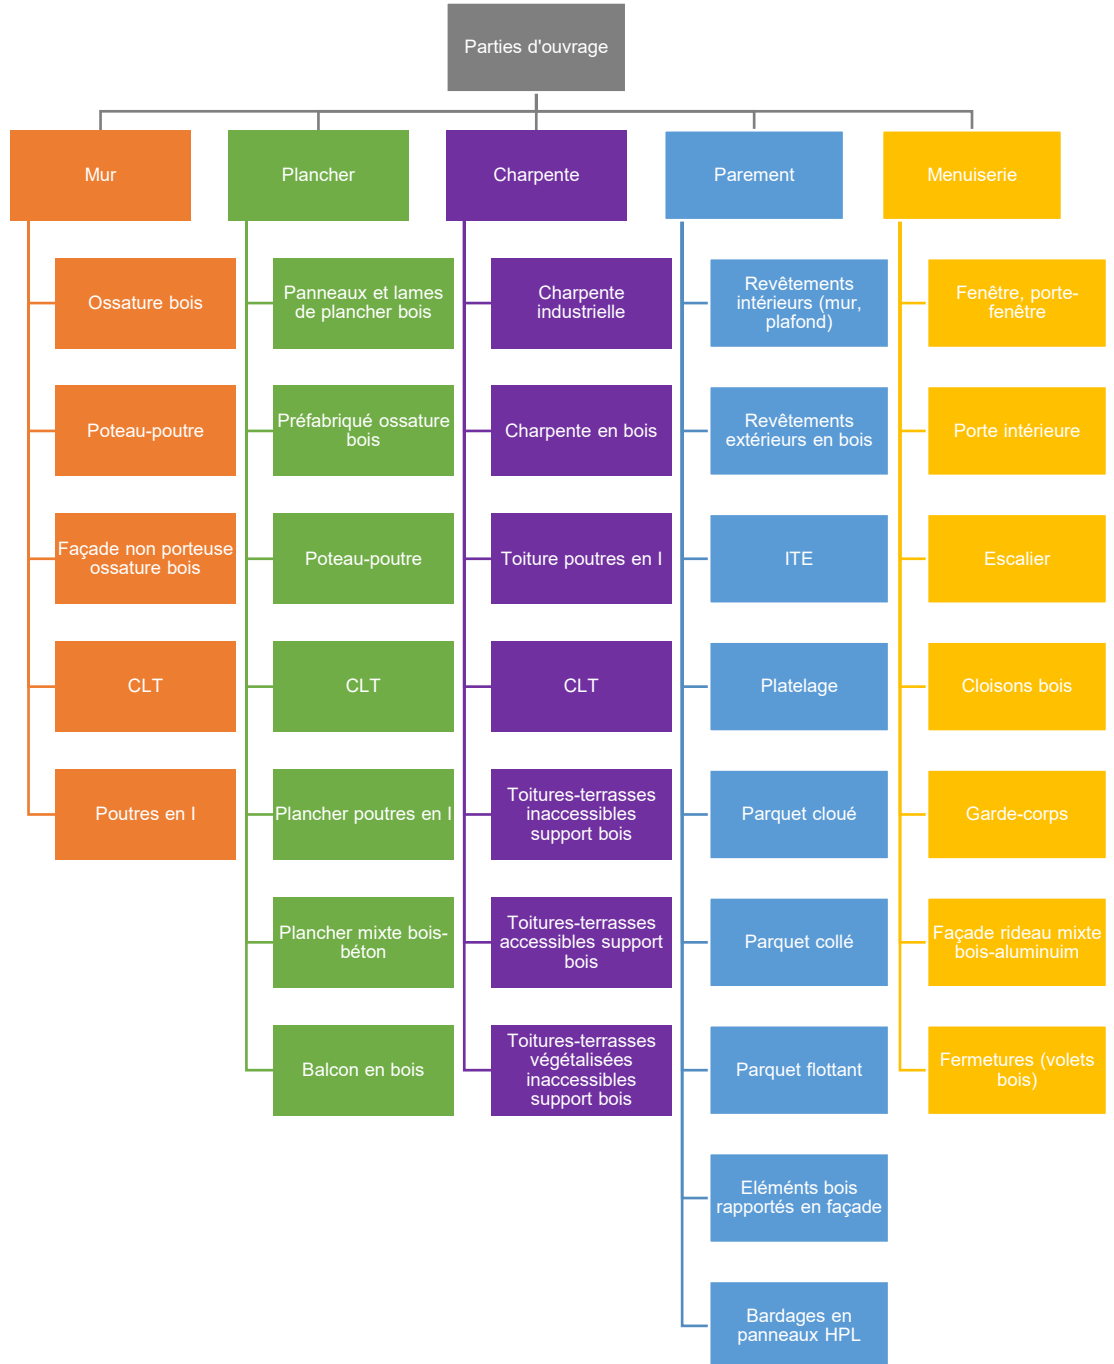 Parties d'ouvrage
Mur
Ossature bois
Poteau-poutre
Façade non porteuse
ossature bois
CLT
Poutres en I
Plancher
Panneaux et lames
de plancher bois
Préfabriqué ossature
bois
Poteau-poutre
CLT
Plancher poutres en I
Plancher mixte bois-
béton
Balcon en bois
Charpente
Charpente
industrielle
Charpente en bois
Toiture poutres en I
CLT
Toitures-terrasses
inaccessibles
support bois
Toitures-terrasses
accessibles support
bois
Toitures-terrasses
végétalisées
inaccessibles
support bois
Parement
Revêtements
intérieurs (mur,
plafond)
Revêtements
extérieurs en bois
ITE
Platelage
Parquet cloué
Parquet collé
Parquet flottant
Eléménts bois
rapportés en façade
Bardages en
panneaux HPL
Menuiserie
Fenêtre, porte-
fenêtre
Porte intérieure
Escalier
Cloisons bois
Garde-corps
Façade rideau mixte
bois-aluminuim
Fermetures (volets
bois)